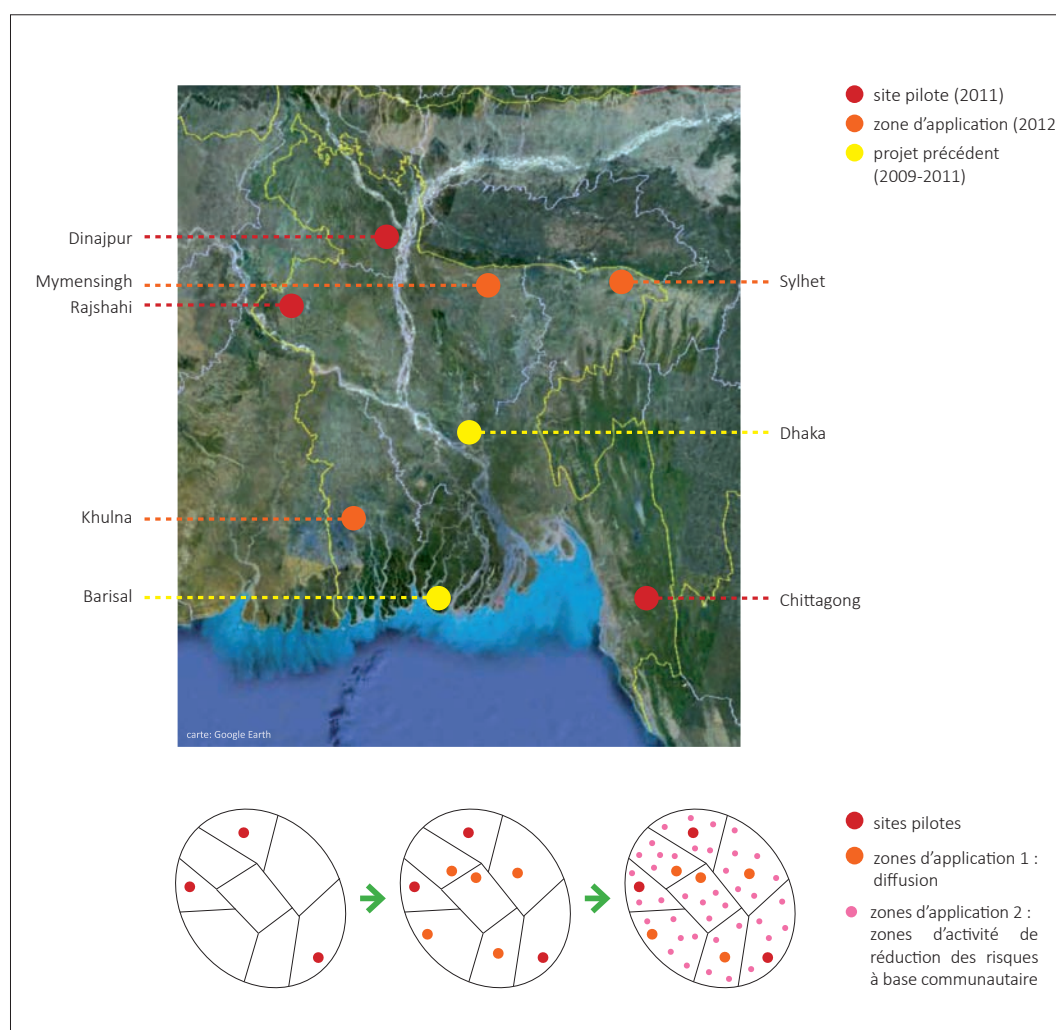 site pilote (2011)
zone d'application (2012
projet précédent
(2009-2011)
Dinajpur
Mymensingh
Rajshahi
Sylhet
Dhaka
Khulna
Barisal
Chittagong
carte: Google Earth
sites pilotes
zones d'application 1 :
diffusion
zones d'application 2 :
zones d'activité de
réduction des risques
à base communautaire